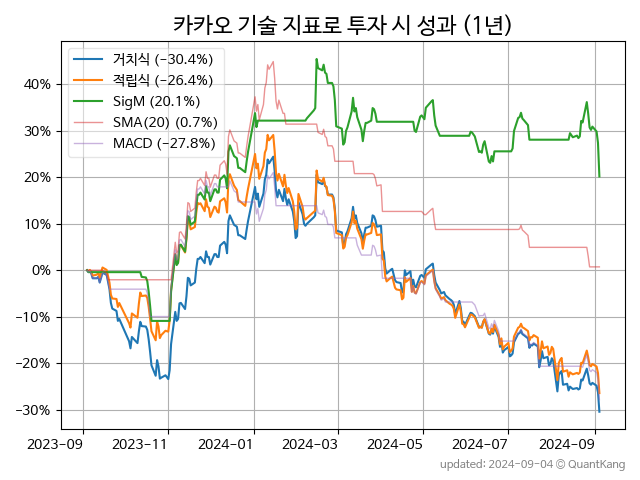 카카오 기술 지표로 투자 시 성과 (1년)
거치식 (−30.4%)
적립식 (−26.4%)
SigM (20.1%)
SMA(20) (0.7%)
MACD (−27.8%)
40%
30%
20%
10%
0%
−10%
−20%
−30%
2023-09 2023-11 2024-01 2024-03 2024-05 2024-07 2024-09
updated: 2024-09-04 © QuantKang